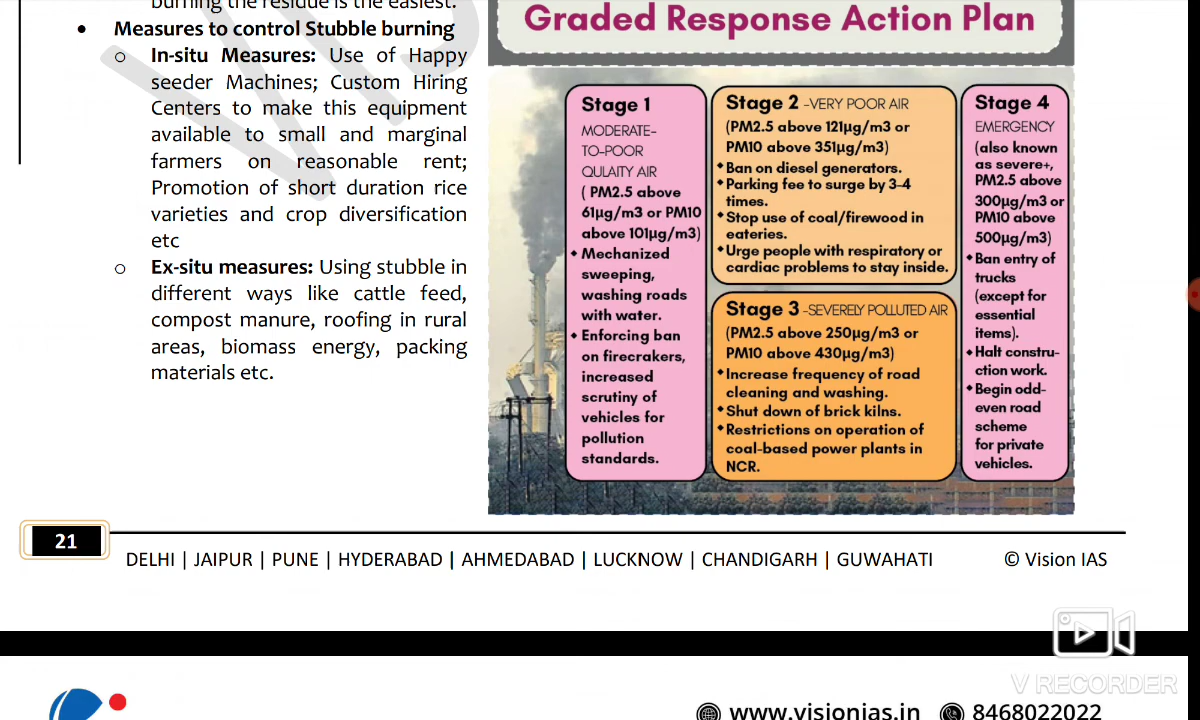 burning the residue is the easiest.
• Measures to control Stubble burning
o In-situ Measures: Use of Happy
seeder Machines; Custom Hiring
Centers to make this equipment
available to small and marginal
farmers on reasonable rent;
Promotion of short duration rice
varieties and crop diversification
etc
o Ex-situ measures: Using stubble in
different ways like cattle feed,
compost manure, roofing in rural
areas, biomass energy, packing
materials etc.
Graded Response Action Plan
Stage 1
MODERATE-
TO-POOR
QULAITY AIR
( PM2.5 above
61µg/m3 or PM10
above 101µg/m3)
Mechanized
sweeping,
washing roads
with water.
Enforcing ban
on firecrakers,
increased
scrutiny of
vehicles for
pollution
standards.
Stage 2 -VERY POOR AIR
(PM2.5 above 121µg/m3 or
PM10 above 351µg/m3)
Ban on diesel generators.
Parking fee to surge by 3-4
times.
Stop use of coal/firewood in
eateries.
Urge people with respiratory or
cardiac problems to stay inside.
Stage 3 -SEVERELY POLLUTED AIR
(PM2.5 above 250µg/m3 or
PM10 above 430µg/m3)
Increase frequency of road
cleaning and washing.
Shut down of brick kilns.
Restrictions on operation of
coal-based power plants in
NCR.
Stage 4
EMERGENCY
(also known
as severe+,
PM2.5 above
300µg/m3 or
PM10 above
500µg/m3)
Ban entry of
trucks
(except for
essential
items).
Halt constru-
ction work.
Begin odd-
even road
scheme
for private
vehicles.
21
DELHI | JAIPUR | PUNE | HYDERABAD | AHMEDABAD | LUCKNOW | CHANDIGARH | GUWAHATI
© Vision IAS
V RECORDER
www.visionias.in
8468022022